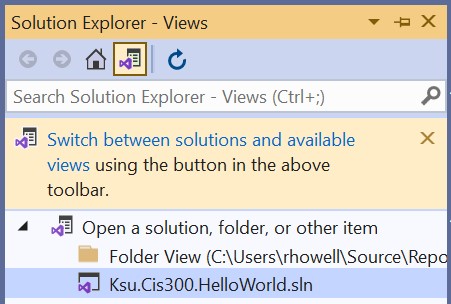 Solution Explorer - Views
Search Solution Explorer - Views (Ctrl+;)
Switch between solutions and available
views using the button in the above
toolbar.
Open a solution, folder, or other item
Folder View (C:\Users\rhowell\Source\Repo
Ksu.Cis300.HelloWorld.sln